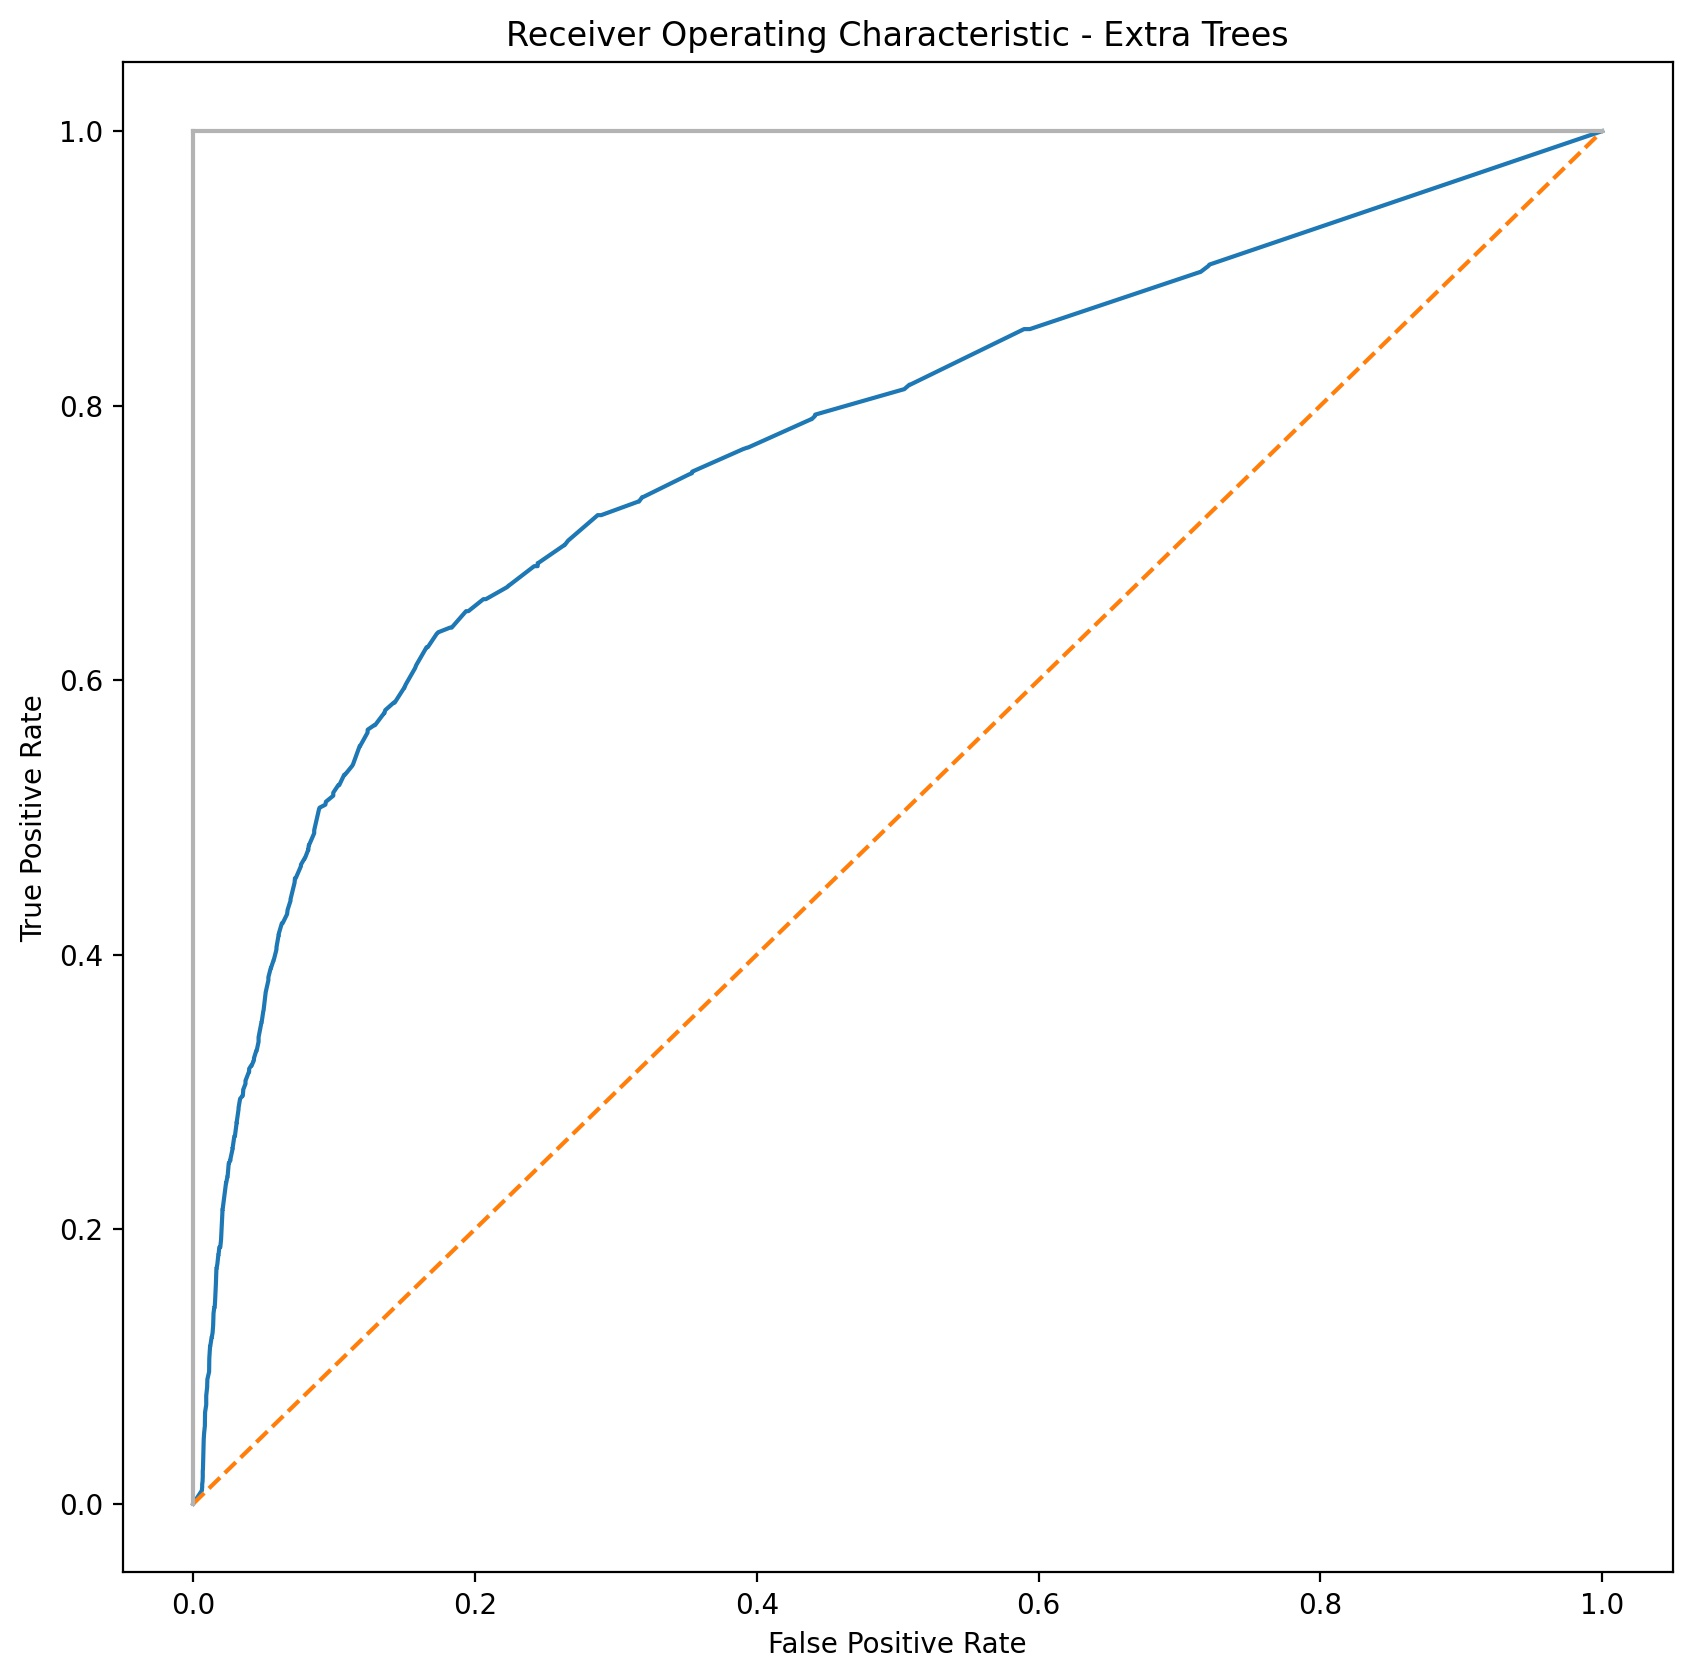 Receiver Operating Characteristic - Extra Trees
1.0
0.8
0.6
0.4
0.2
0.0
True Positive Rate
0.0 0.2 0.4 0.6 0.8 1.0
False Positive Rate